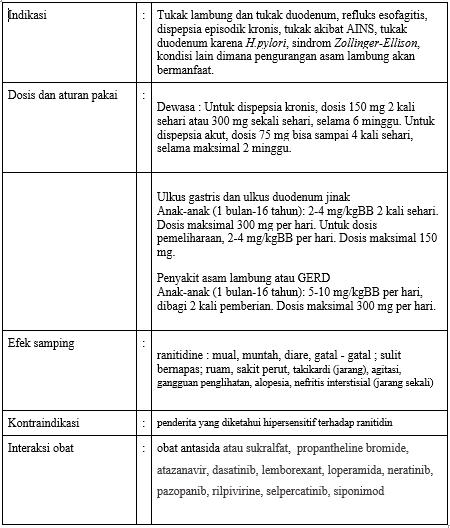 Indikasi : Tukak lambung dan tukak duodenum, refluks esofagitis,
dispepsia episodik kronis, tukak akibat AINS, tukak
duodenum karena H.pylori, sindrom Zollinger-Ellison,
kondisi lain dimana pengurangan asam lambung akan
bermanfaat.
Dosis dan aturan pakai :
Dewasa : Untuk dispepsia kronis, dosis 150 mg 2 kali
sehari atau 300 mg sekali sehari, selama 6 minggu. Untuk
dispepsia akut, dosis 75 mg bisa sampai 4 kali sehari,
selama maksimal 2 minggu.
Ulkus gastris dan ulkus duodenum jinak
Anak-anak (1 bulan-16 tahun): 2-4 mg/kgBB 2 kali sehari.
Dosis maksimal 300 mg per hari. Untuk dosis
pemeliharaan, 2-4 mg/kgBB per hari. Dosis maksimal 150
mg.
Penyakit asam lambung atau GERD
Anak-anak (1 bulan-16 tahun): 5-10 mg/kgBB per hari,
dibagi 2 kali pemberian. Dosis maksimal 300 mg per hari.
Efek samping :
ranitidine : mual, muntah, diare, gatal - gatal ; sulit
bernapas; ruam, sakit perut, takikardi (jarang), agitasi,
gangguan penglihatan, alopesia, nefritis interstisial (jarang sekali)
Kontraindikasi : penderita yang diketahui hipersensitif terhadap ranitidin
Interaksi obat : obat antasida atau sukralfat, propantheline bromide,
atazanavir, dasatinib, lemborexant, loperamida, neratinib,
pazopanib, rilpivirine, selpercatinib, siponimod